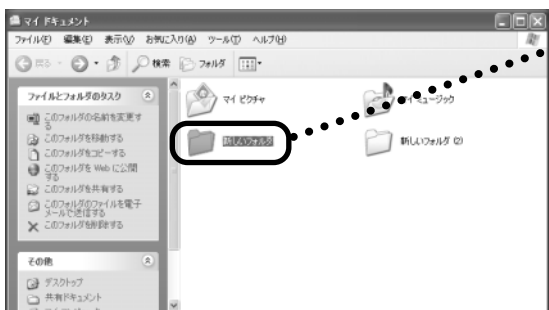 マイ ドキュメント
ファイル(F) 編集(E) 表示(V) お気に入り(A) ツール(T) ヘルプ(H)
戻る 検索 フォルダ
ファイルとフォルダのタスク
このフォルダの名前を変更す
る
このフォルダを移動する
このフォルダをコピーする
このフォルダを Web に公開
する
このフォルダを共有する
このフォルダのファイルを電子
メールで送信する
このフォルダを削除する
その他
デスクトップ
共有ドキュメント
マイ ピクチャ
マイ ミュージック
新しいフォルダ
新しいフォルダ (2)